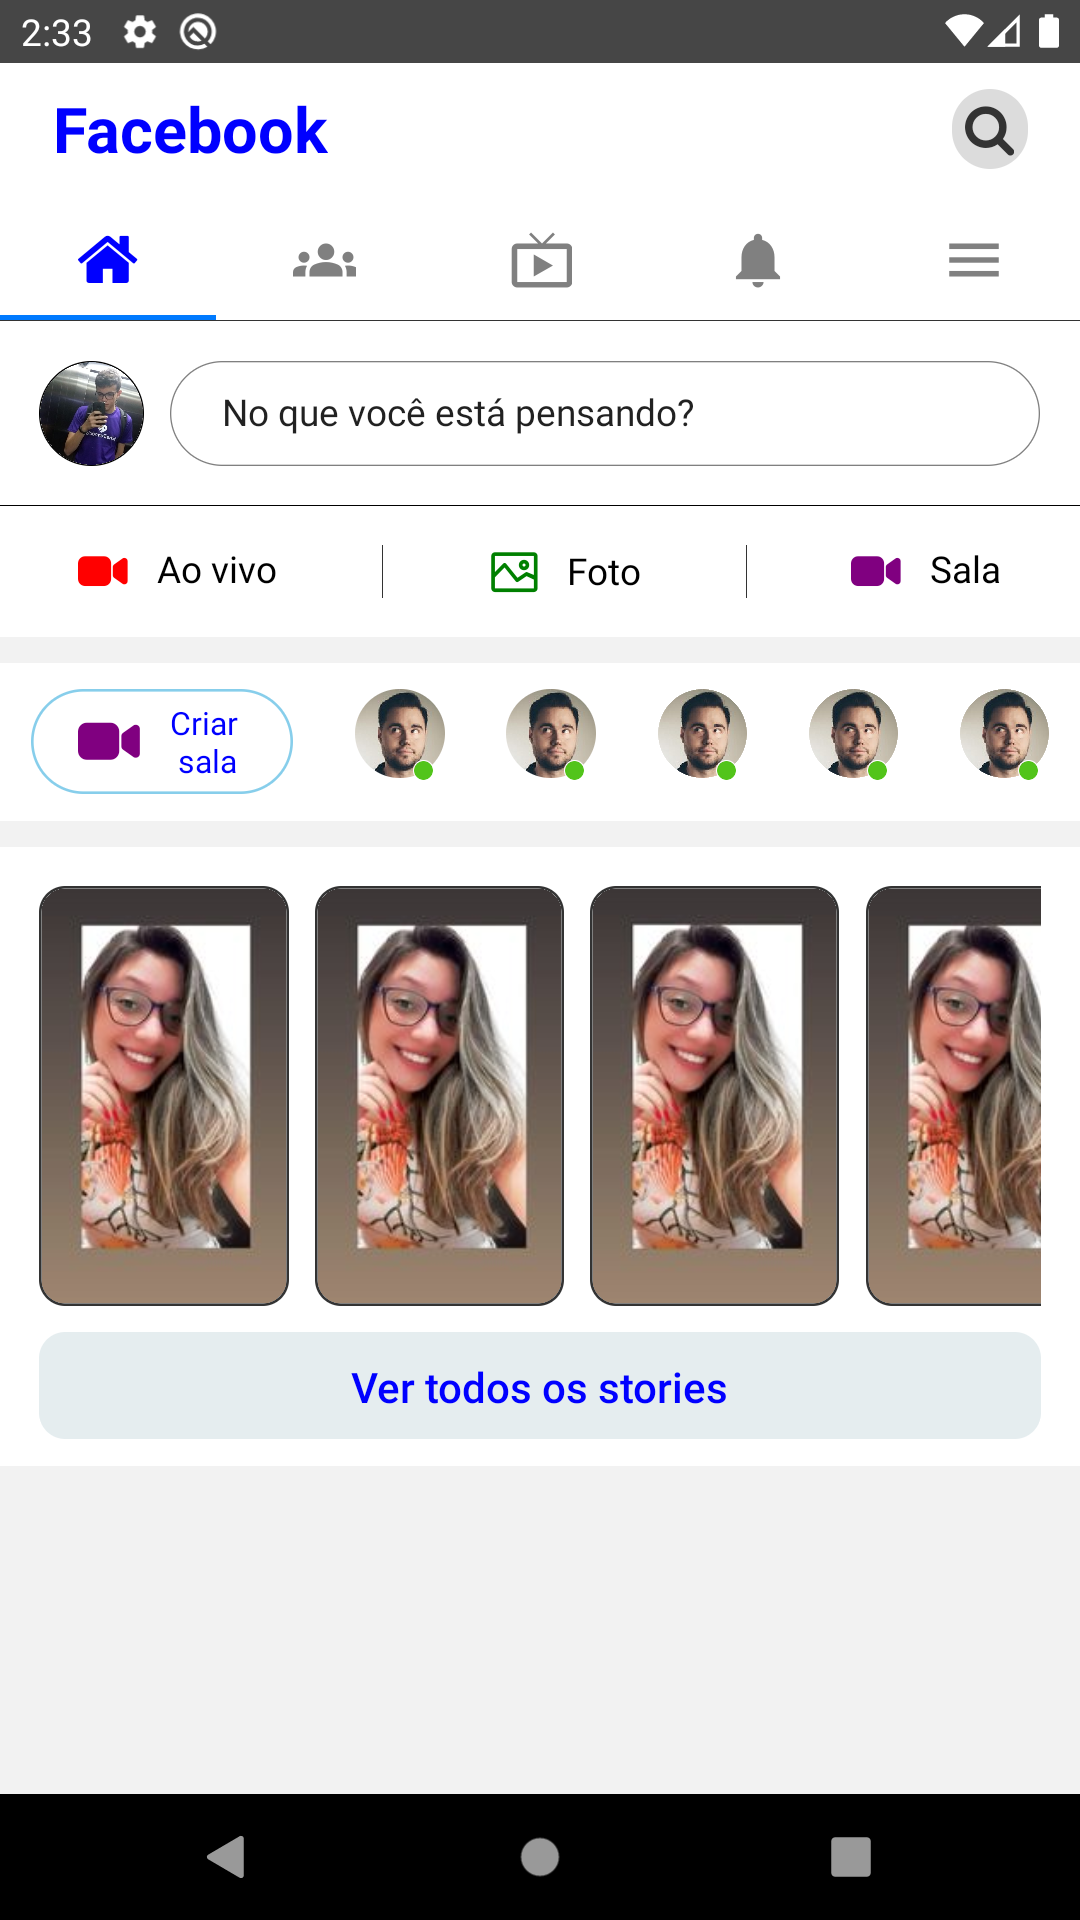 2:33
Facebook
No que você está pensando?
Ao vivo
Foto
Sala
Criar
sala
Ver todos os stories